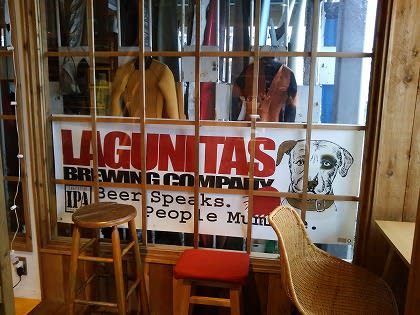 LAGUNITAS
BREWING COMPANY
IPA Beer Speaks.
People Mum